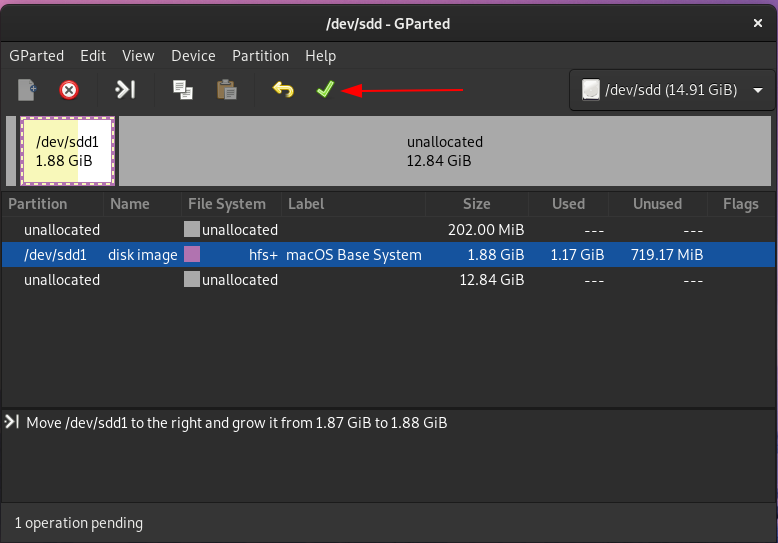 /dev/sdd - GParted
GParted Edit View Device Partition Help
/dev/sdd (14.91 GiB)
/dev/sdd1
1.88 GiB
unallocated
12.84 GiB
Partition Name File System Label Size Used Unused Flags
unallocated unallocated 202.00 MiB --- ---
/dev/sdd1 disk image hfs+ macOS Base System 1.88 GiB 1.17 GiB 719.17 MiB
unallocated unallocated 12.84 GiB --- ---
Move /dev/sdd1 to the right and grow it from 1.87 GiB to 1.88 GiB
1 operation pending